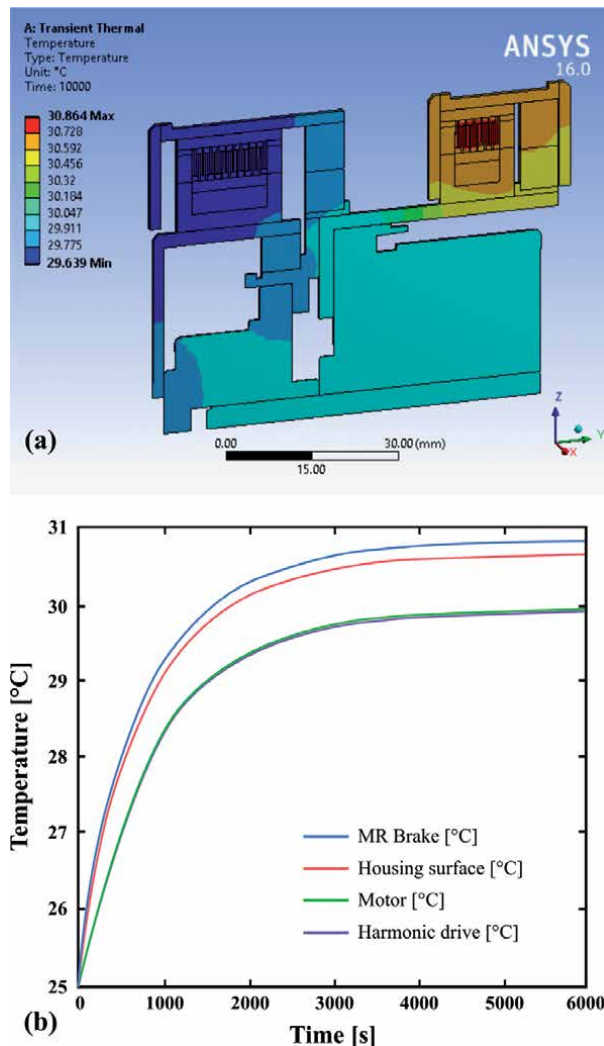 A: Transient Thermal
Temperature
Type: Temperature
Unit: °C
Time: 10000
ANSYS
16.0
30.864 Max
30.728
30.592
30.456
30.32
30.184
30.047
29.911
29.775
29.639 Min
Z
Y
X
(a)
0.00 30.00 (mm)
15.00
31
30
29
28
27
26
25
Temperature [°C]
MR Brake [°C]
Housing surface [°C]
Motor [°C]
Harmonic drive [°C]
0 1000 2000 3000 4000 5000 6000
(b)
Time [s]